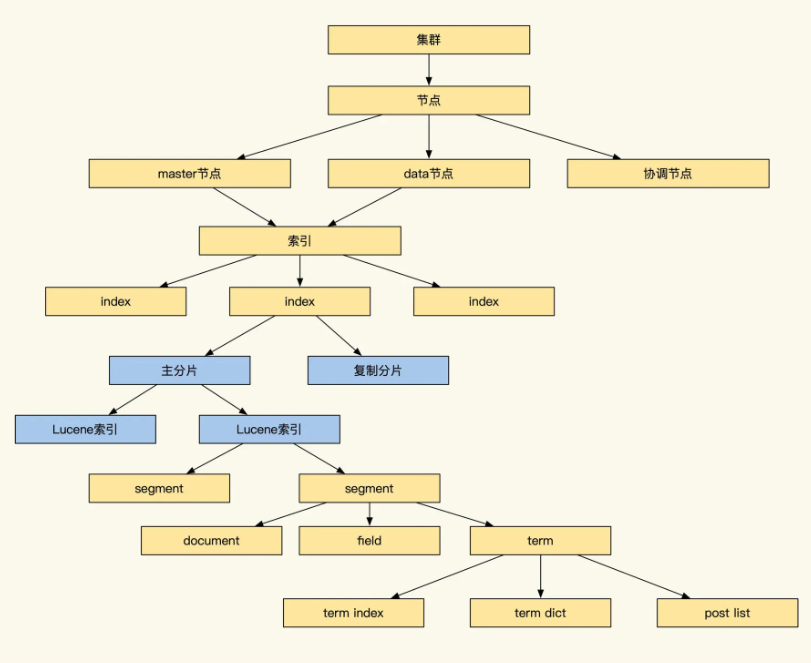 集群
节点
master节点
data节点
协调节点
索引
index
index
index
主分片
复制分片
Lucene索引
Lucene索引
segment
segment
document
field
term
term index
term dict
post list